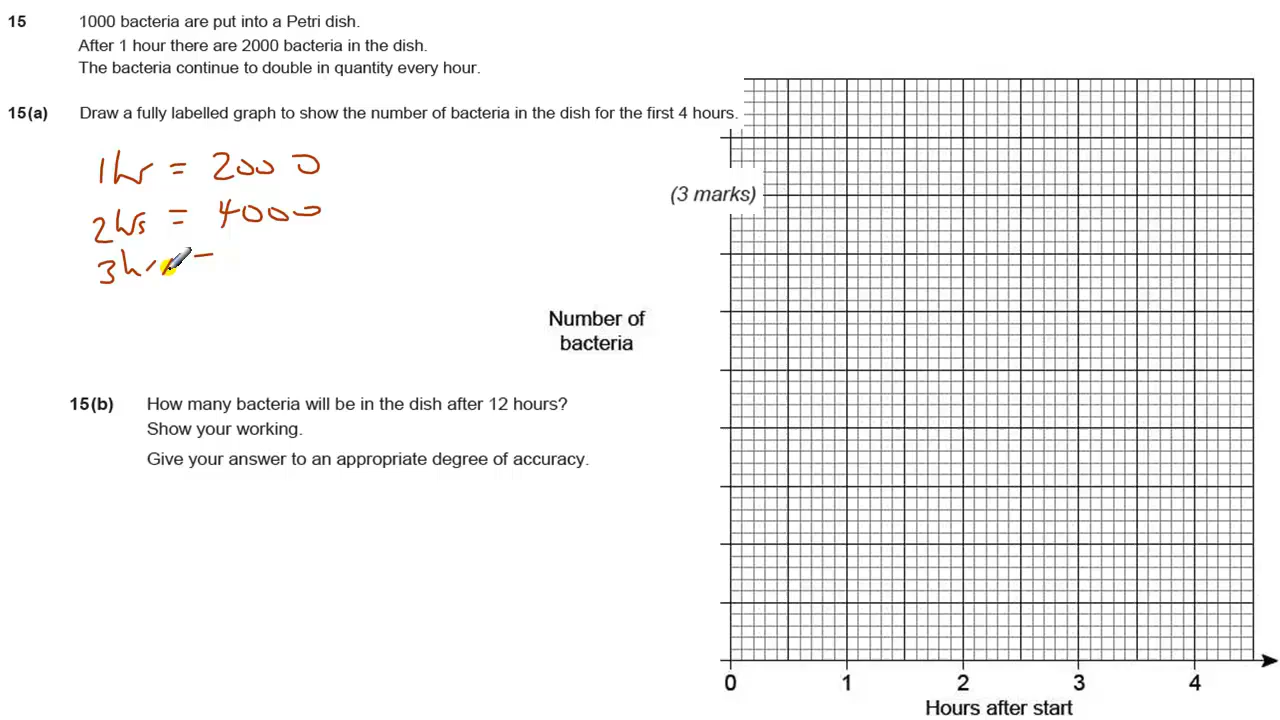 15 1000 bacteria are put into a Petri dish.
After 1 hour there are 2000 bacteria in the dish.
The bacteria continue to double in quantity every hour.
15(a) Draw a fully labelled graph to show the number of bacteria in the dish for the first 4 hours.
1hr = 2000
(3 marks)
2hrs = 4000
3hrs =
Number of
bacteria
15(b) How many bacteria will be in the dish after 12 hours?
Show your working.
Give your answer to an appropriate degree of accuracy.
0 1 2 3 4
Hours after start